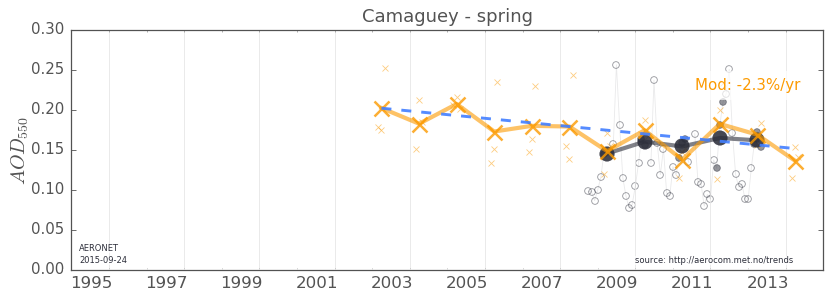 Camaguey - spring
0.30
0.25
0.20
0.15
0.10
0.05
0.00
AOD550
Mod: -2.3%/yr
AERONET
2015-09-24
source: http://aerocom.met.no/trends
1995 1997 1999 2001 2003 2005 2007 2009 2011 2013